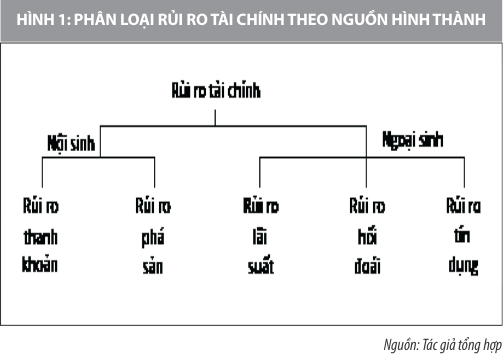 HÌNH 1: PHÂN LOẠI RỦI RO TÀI CHÍNH THEO NGUỒN HÌNH THÀNH
Rủi ro tài chính
Nội sinh
Ngoại sinh
Rủi ro
thanh
khoản
Rủi ro
phá
sản
Rủi ro
lãi
suất
Rủi ro
hối
đoái
Rủi ro
tín
dụng
Nguồn: Tác giả tổng hợp